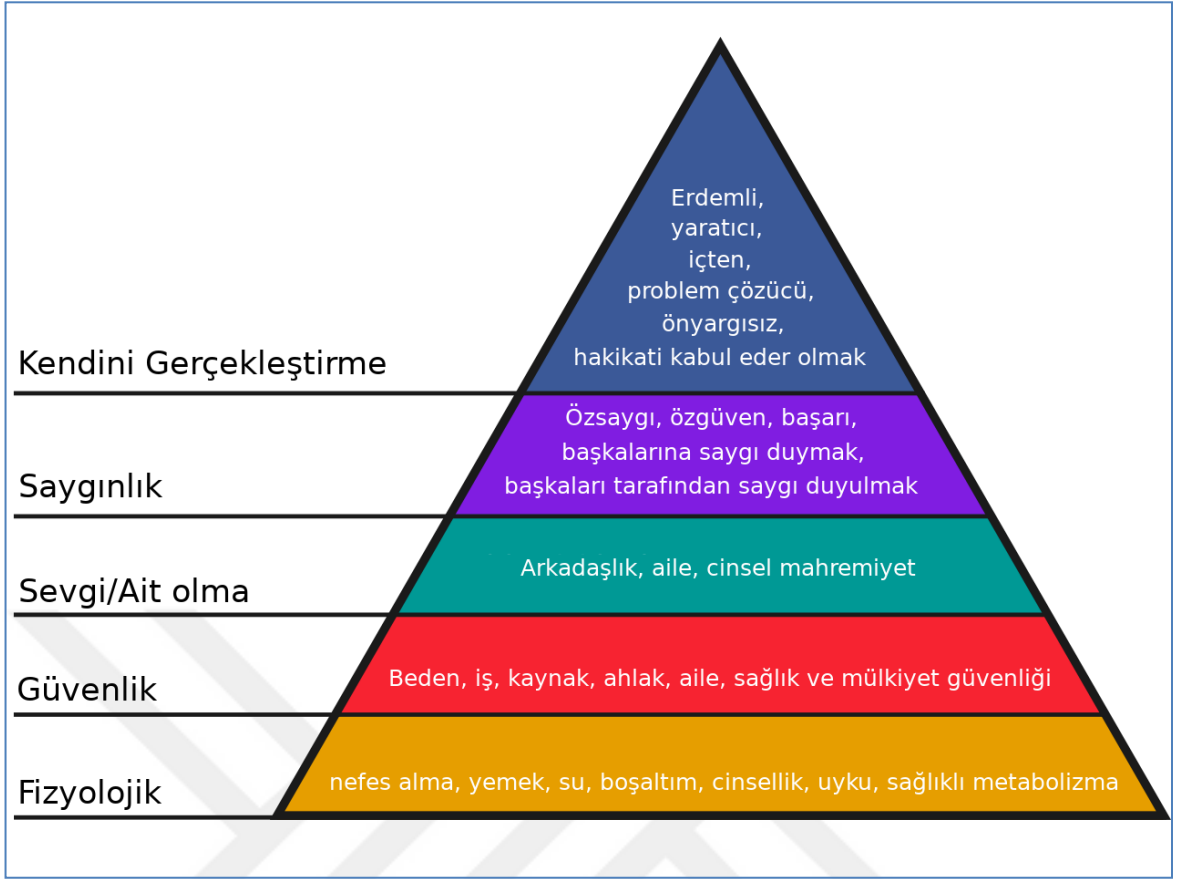 Erdemli,
yaratıcı,
içten,
problem çözücü,
önyargısız,
hakikati kabul eder olmak
Kendini Gerçekleştirme
Özsaygı, özgüven, başarı,
başkalarına saygı duymak,
başkaları tarafından saygı duyulmak
Saygınlık
Arkadaşlık, aile, cinsel mahremiyet
Sevgi/Ait olma
Beden, iş, kaynak, ahlak, aile, sağlık ve mülkiyet güvenliği
Güvenlik
nefes alma, yemek, su, boşaltım, cinsellik, uyku, sağlıklı metabolizma
Fizyolojik